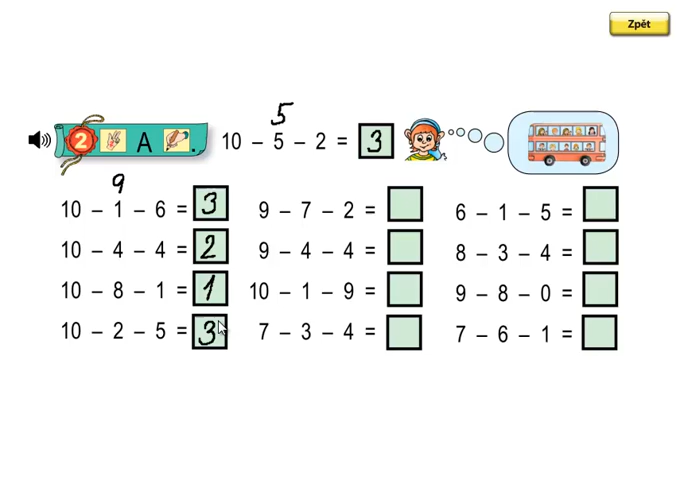 Zpět
5
2 A . 10 – 5 – 2 = 3
9
10 – 1 – 6 = 3 9 – 7 – 2 = 6 – 1 – 5 =
10 – 4 – 4 = 2 9 – 4 – 4 = 8 – 3 – 4 =
10 – 8 – 1 = 1 10 – 1 – 9 = 9 – 8 – 0 =
10 – 2 – 5 = 3 7 – 3 – 4 = 7 – 6 – 1 =